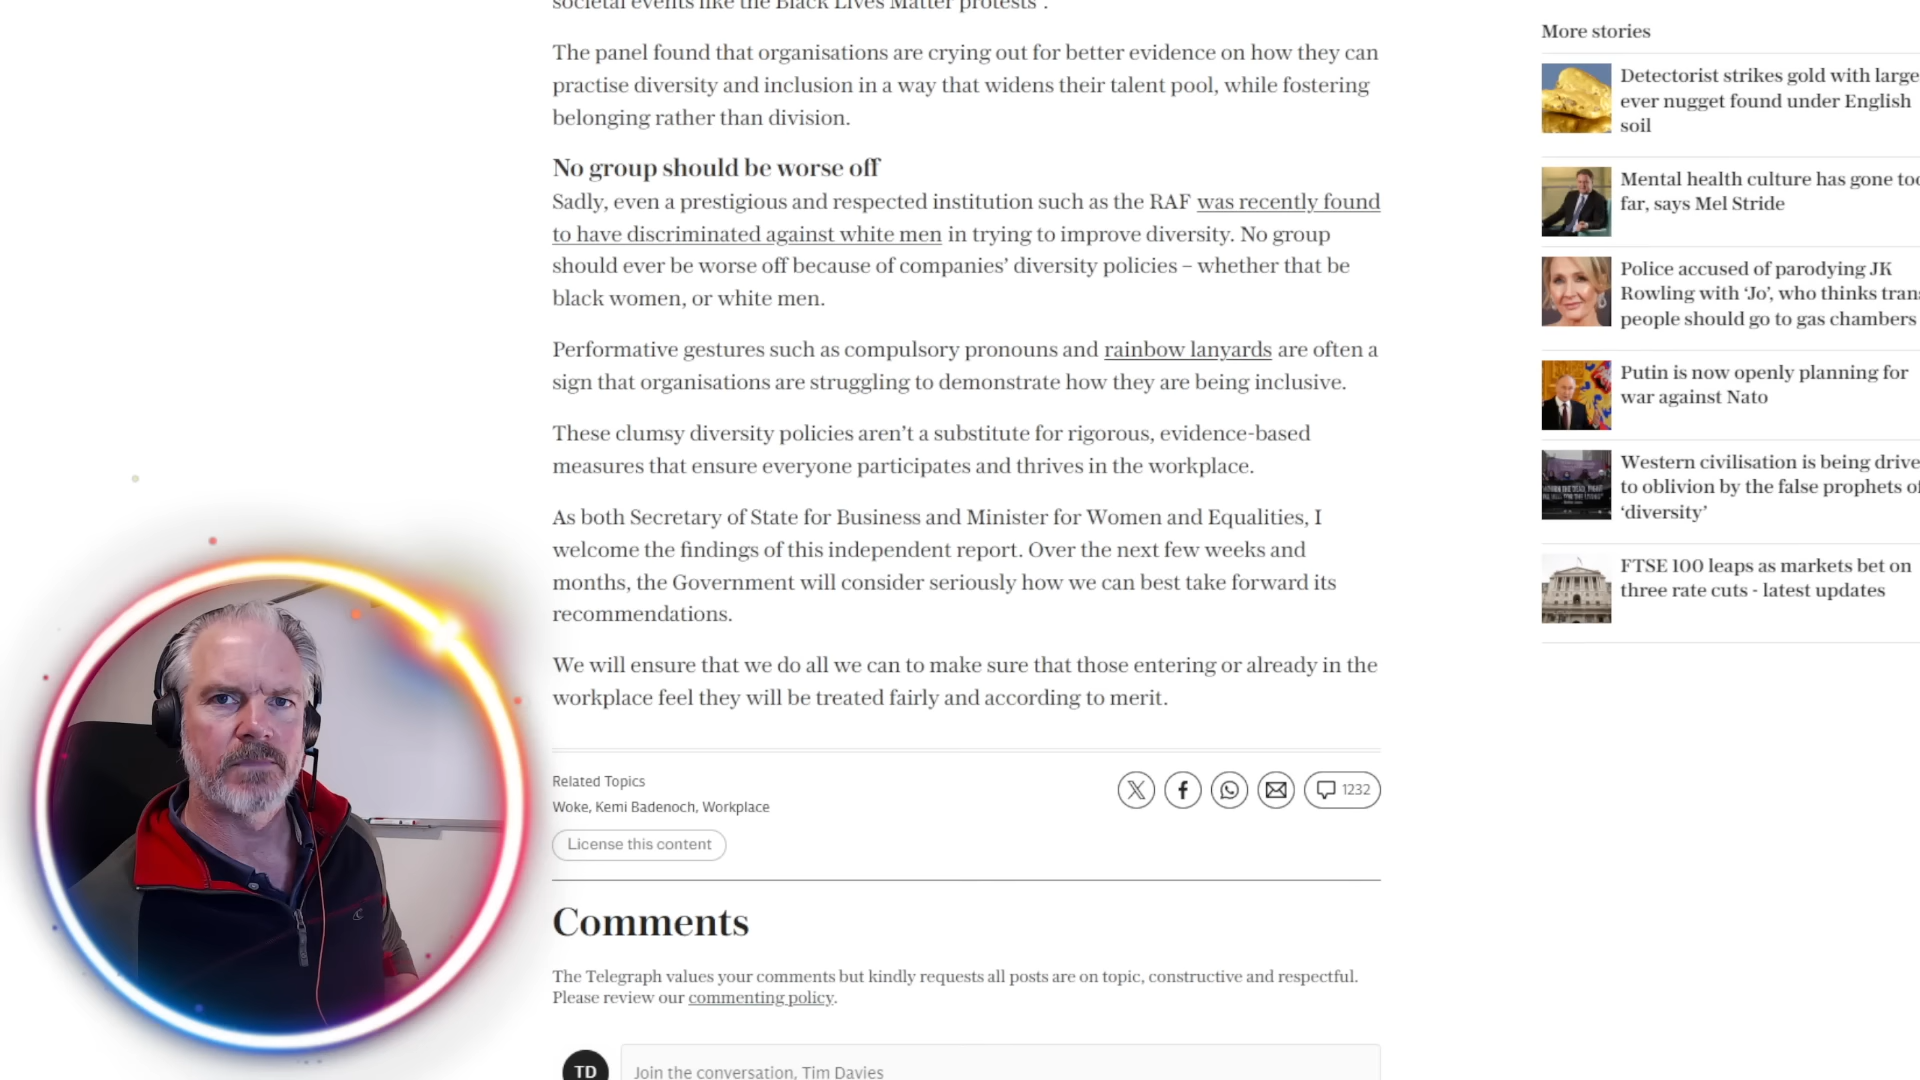 societal events like the Black Lives Matter protests".
The panel found that organisations are crying out for better evidence on how they can
practise diversity and inclusion in a way that widens their talent pool, while fostering
belonging rather than division.
No group should be worse off
Sadly, even a prestigious and respected institution such as the RAF was recently found
to have discriminated against white men in trying to improve diversity. No group
should ever be worse off because of companies’ diversity policies – whether that be
black women, or white men.
Performative gestures such as compulsory pronouns and rainbow lanyards are often a
sign that organisations are struggling to demonstrate how they are being inclusive.
These clumsy diversity policies aren’t a substitute for rigorous, evidence-based
measures that ensure everyone participates and thrives in the workplace.
As both Secretary of State for Business and Minister for Women and Equalities, I
welcome the findings of this independent report. Over the next few weeks and
months, the Government will consider seriously how we can best take forward its
recommendations.
We will ensure that we do all we can to make sure that those entering or already in the
workplace feel they will be treated fairly and according to merit.
Related Topics
Woke, Kemi Badenoch, Workplace
1232
License this content
Comments
The Telegraph values your comments but kindly requests all posts are on topic, constructive and respectful.
Please review our commenting policy.
TD
Join the conversation, Tim Davies
More stories
Detectorist strikes gold with large
ever nugget found under English
soil
Mental health culture has gone too
far, says Mel Stride
Police accused of parodying JK
Rowling with ‘Jo’, who thinks tran
people should go to gas chambers
Putin is now openly planning for
war against Nato
Western civilisation is being drive
to oblivion by the false prophets of
‘diversity’
FTSE 100 leaps as markets bet on
three rate cuts - latest updates